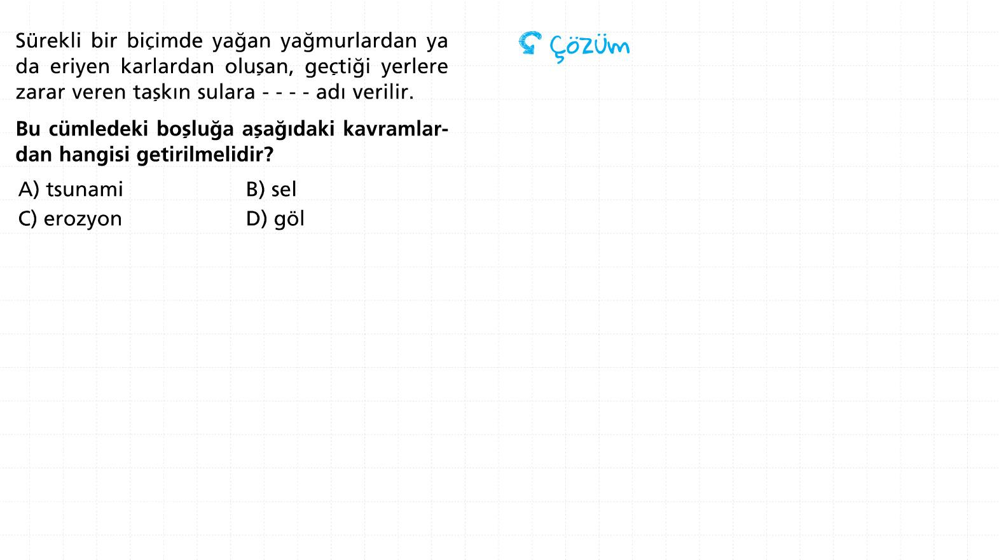 Sürekli bir biçimde yağan yağmurlardan ya
da eriyen karlardan oluşan, geçtiği yerlere
zarar veren taşkın sulara - - - - adı verilir.
Bu cümledeki boşluğa aşağıdaki kavramlar-
dan hangisi getirilmelidir?
A) tsunami B) sel
C) erozyon D) göl
Çözüm